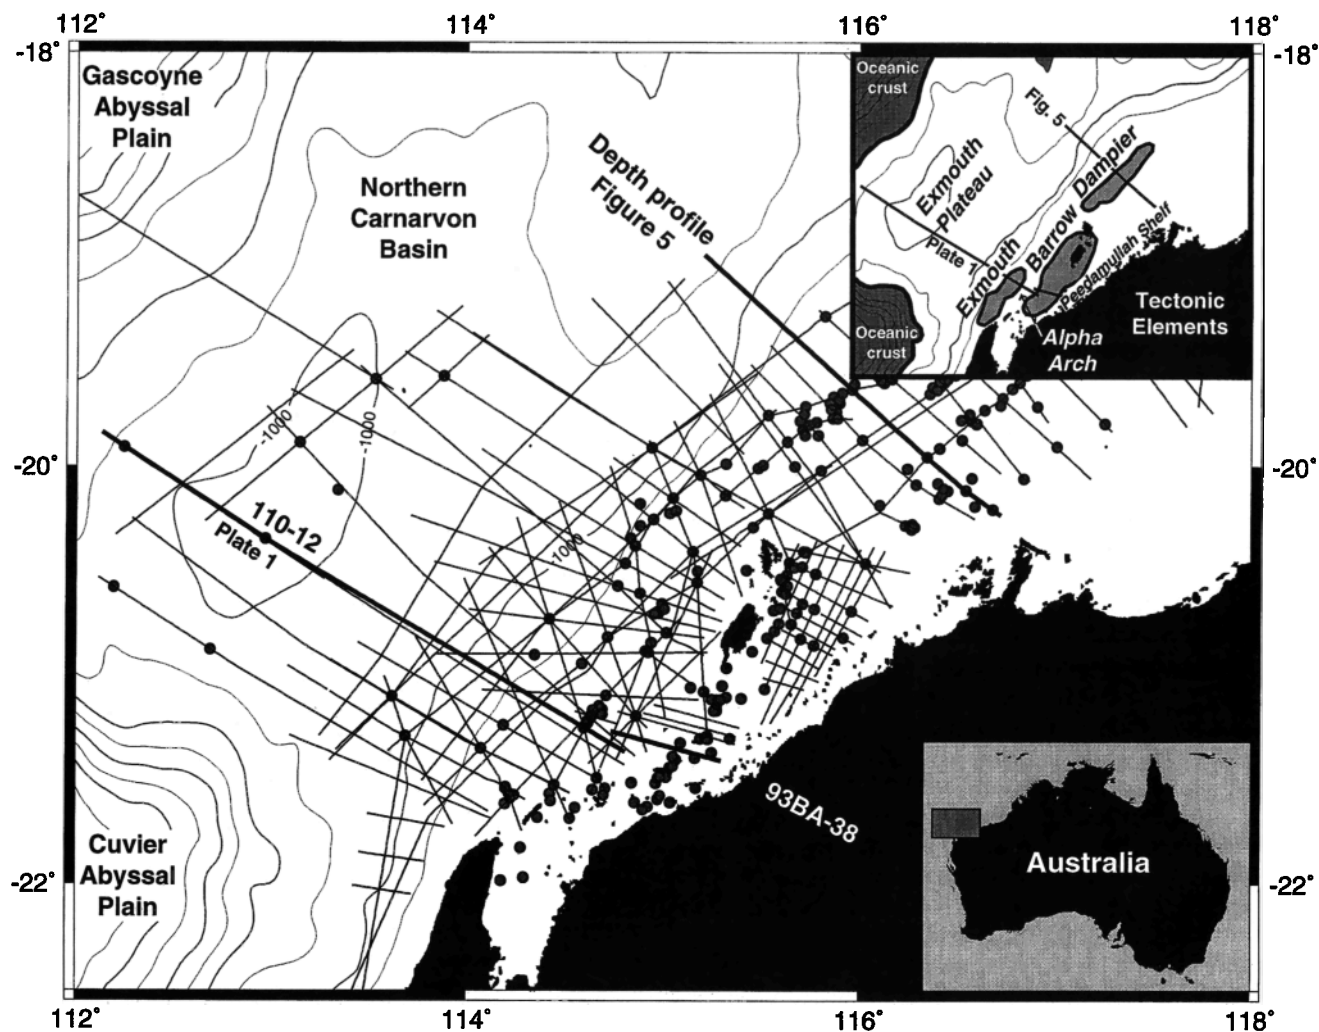 112°
114°
116°
118°
-18°
-18°
Gascoyne
Abyssal
Plain
Northern
Carnarvon
Basin
Depth profile
Figure 5
Oceanic
crust
Fig. 5
Exmouth
Plateau
Dampier
Plate 1
Barrow
Exmouth
Peedamullah Shelf
Tectonic
Elements
Oceanic
crust
Alpha
Arch
-1000
-1000
-20°
-20°
110-12
Plate 1
-1000
93BA-38
Cuvier
Abyssal
Plain
Australia
-22°
-22°
112°
114°
116°
118°